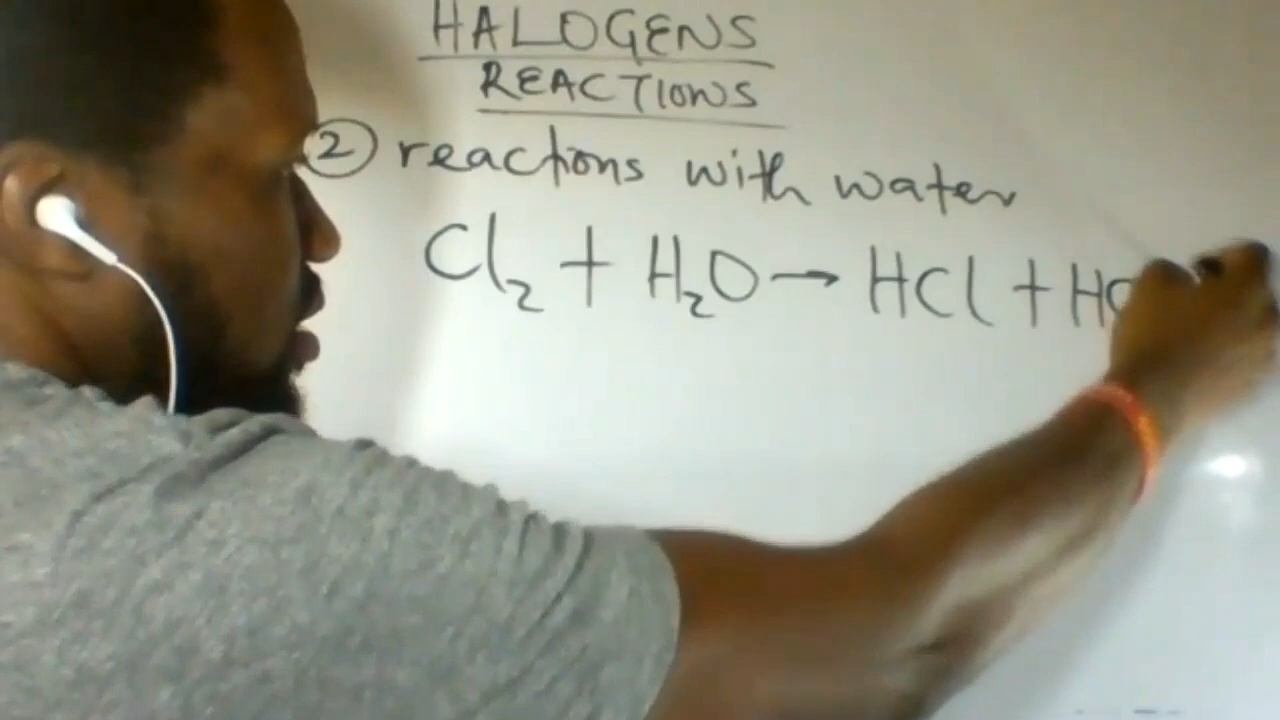 HALOGENS
REACTIONS
2 reactions with water
Cl₂ + H₂O → HCl + H